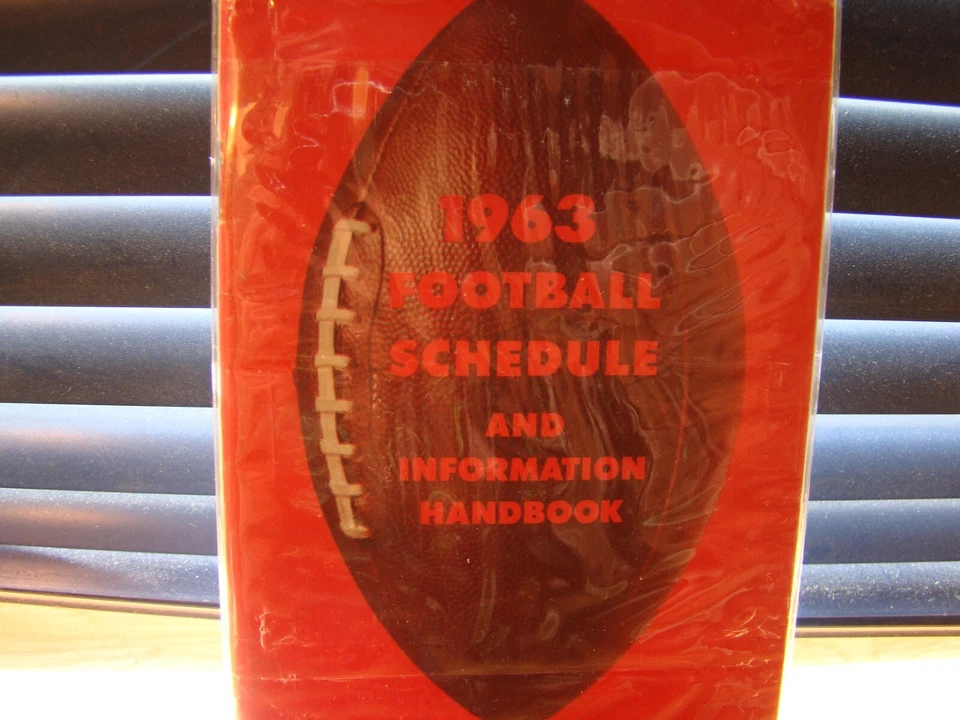 1963
FOOTBALL
SCHEDULE
AND
INFORMATION
HANDBOOK